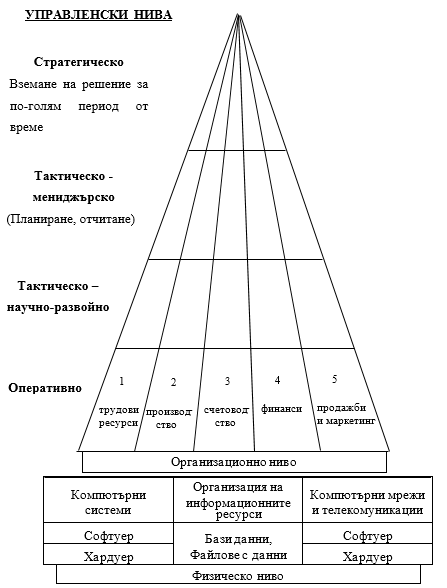 УПРАВЛЕНСКИ НИВА
Стратегическо
Вземане на решение за
по-голям период от
време
Тактическо -
мениджърско
(Планиране, отчитане)
Тактическо –
научно-развойно
Оперативно
1
трудови
ресурси
2
производ-
ство
3
счетовод-
ство
4
финанси
5
продажби
и маркетинг
Организационно ниво
Компютърни
системи
Организация на
информационните
ресурси
Компютърни мрежи
и телекомуникации
Софтуер
Хардуер
Бази данни,
Файлове с данни
Софтуер
Хардуер
Физическо ниво